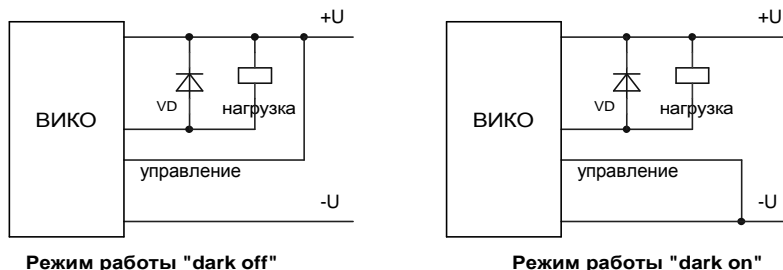 +U
ВИКО
VD
нагрузка
управление
-U
Режим работы "dark off"
+U
ВИКО
VD
нагрузка
управление
-U
Режим работы "dark on"